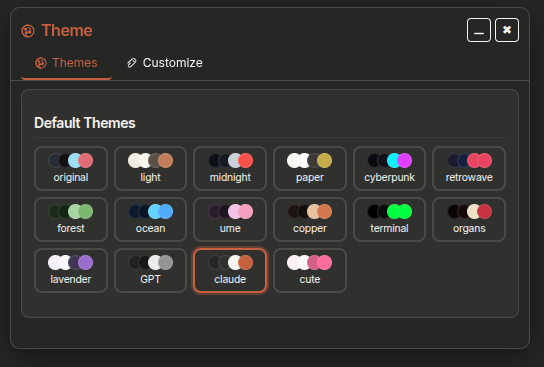 Theme
Themes Customize
Default Themes
original light midnight paper cyberpunk retrowave
forest ocean ume copper terminal organs
lavender GPT claude cute